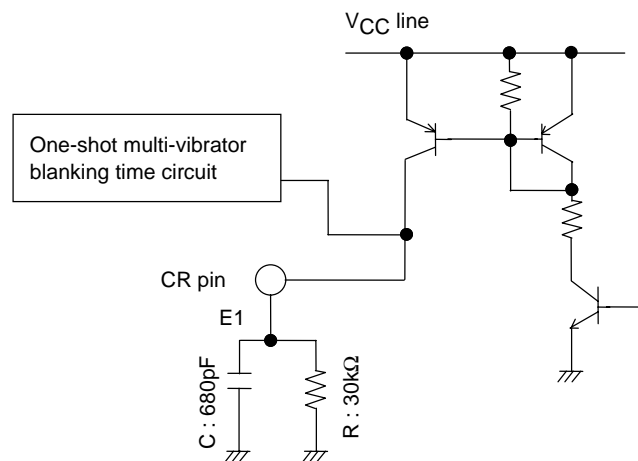 VCC line
One-shot multi-vibrator
blanking time circuit
CR pin
E1
C : 680pF
R : 30kΩ